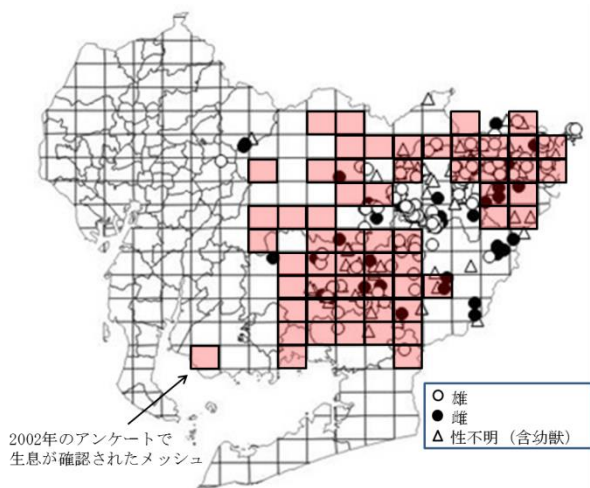 ○ 雄
● 雌
△ 性不明（含幼獣）
2002年のアンケートで
生息が確認されたメッシュ